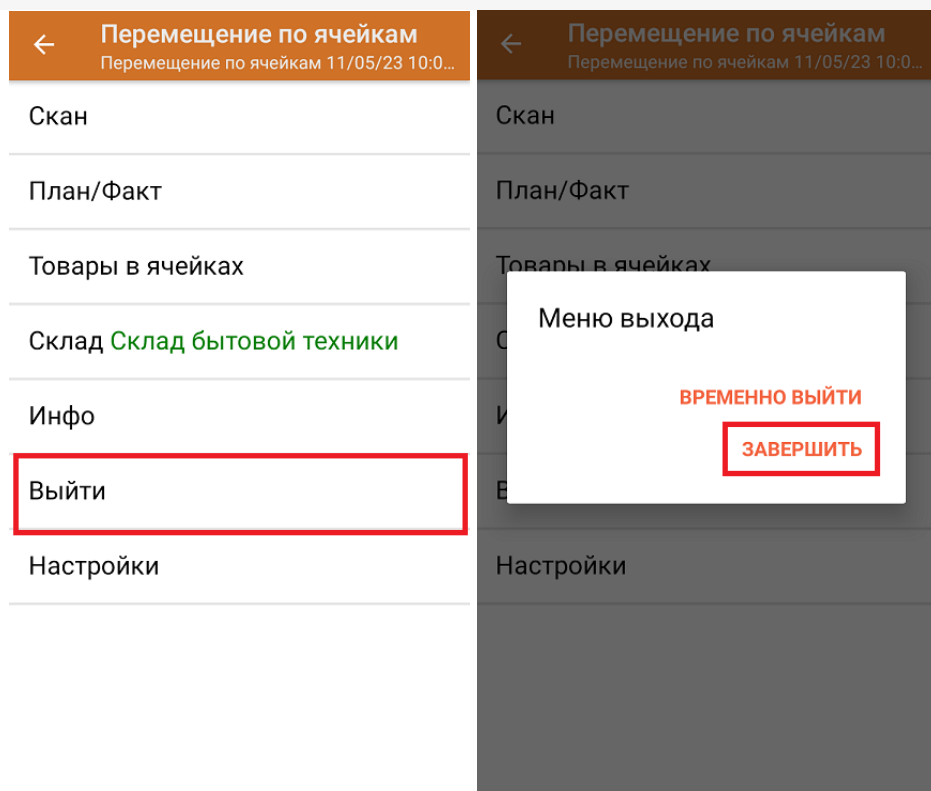 Перемещение по ячейкам
Перемещение по ячейкам 11/05/23 10:0...
Скан
План/Факт
Товары в ячейках
Склад Склад бытовой техники
Инфо
Выйти
Настройки
Перемещение по ячейкам
Перемещение по ячейкам 11/05/23 10:0...
Скан
План/Факт
Товары в ячейках
Меню выхода
ВРЕМЕННО ВЫЙТИ
ЗАВЕРШИТЬ
Настройки